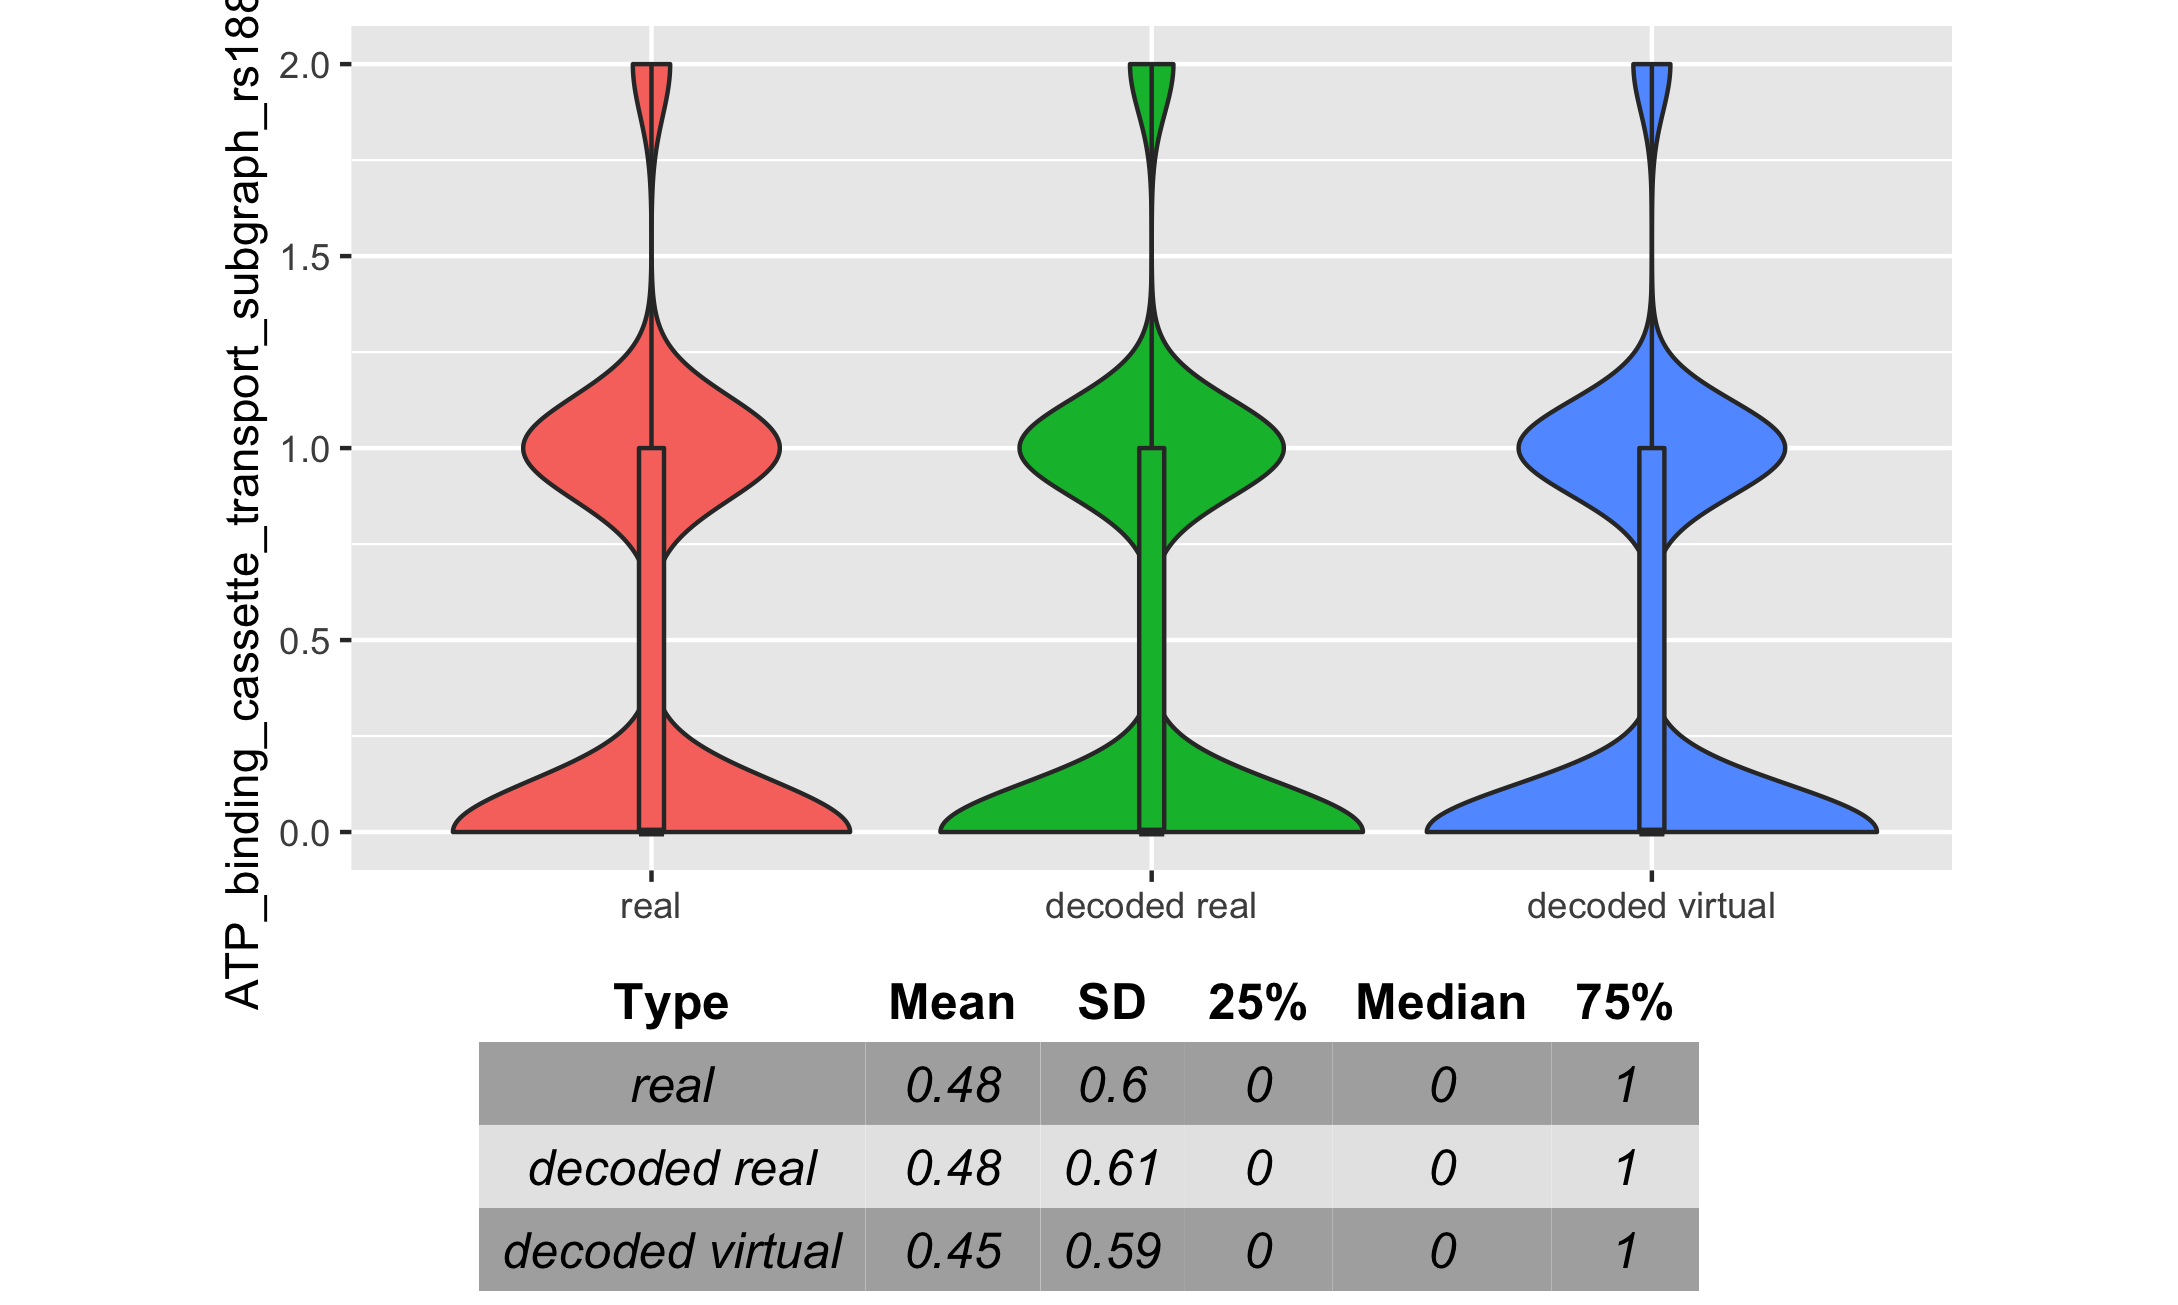 ATP_binding_cassette_transport_subgraph_rs188
2.0
1.5
1.0
0.5
0.0
real decoded real decoded virtual
Type Mean SD 25% Median 75%
real 0.48 0.6 0 0 1
decoded real 0.48 0.61 0 0 1
decoded virtual 0.45 0.59 0 0 1